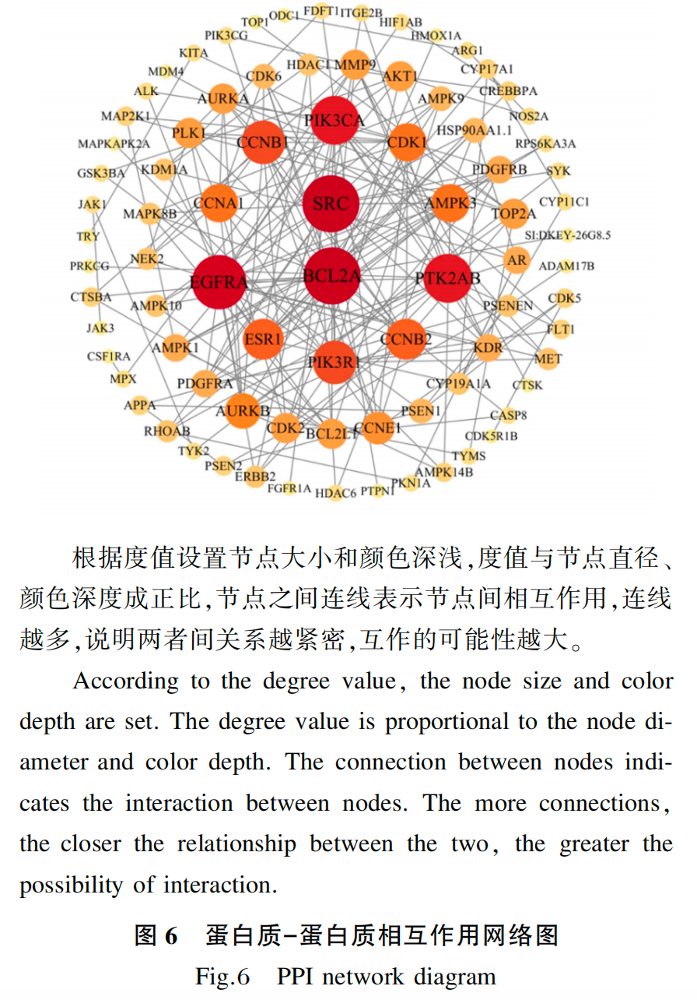 TOP1 ODC1 FDFT1 ITGE2B
HIF1AB
PIK3CG
HMOX1A
KITA
ARG1
HDAC1 MMP9
CYP17A1
MDM4
CDK6
AKT1
ALK
AURKA
AMPK9
CREBBPA
MAP2K1
PIK3CA
NOS2A
PLK1
CCNB1
CDK1
HSP90AA1.1
MAPKAPK2A
RPS6KA3A
GSK3BA
KDM1A
PDGFRB
SYK
JAK1
CCNA1
SRC
AMPK3
CYP11C1
MAPK8B
TOP2A
TRY
SI:DKEY-26G8.5
NEK2
AR
PRKCG
ADAM17B
EGFRA
BCL2A
PTK2AB
CTSBA
AMPK10
PSENEN
CDK5
JAK3
FLT1
ESR1
CCNB2
CSF1RA
AMPK1
KDR
PIK3R1
MET
MPX
PDGFRA
CYP19A1A
CTSK
APPA
AURKB
PSEN1
CASP8
RHOAB
CDK2
BCL2L1
CCNE1
CDK5R1B
TYK2
TYMS
PSEN2
ERBB2
AMPK14B
FGFR1A
HDAC6
PTPN1
PKN1A
根据度值设置节点大小和颜色深浅,度值与节点直径、
颜色深度成正比,节点之间连线表示节点间相互作用,连线
越多,说明两者间关系越紧密,互作的可能性越大。
According to the degree value, the node size and color
depth are set. The degree value is proportional to the node di-
ameter and color depth. The connection between nodes indi-
cates the interaction between nodes. The more connections,
the closer the relationship between the two, the greater the
possibility of interaction.
图 6 蛋白质-蛋白质相互作用网络图
Fig.6 PPI network diagram